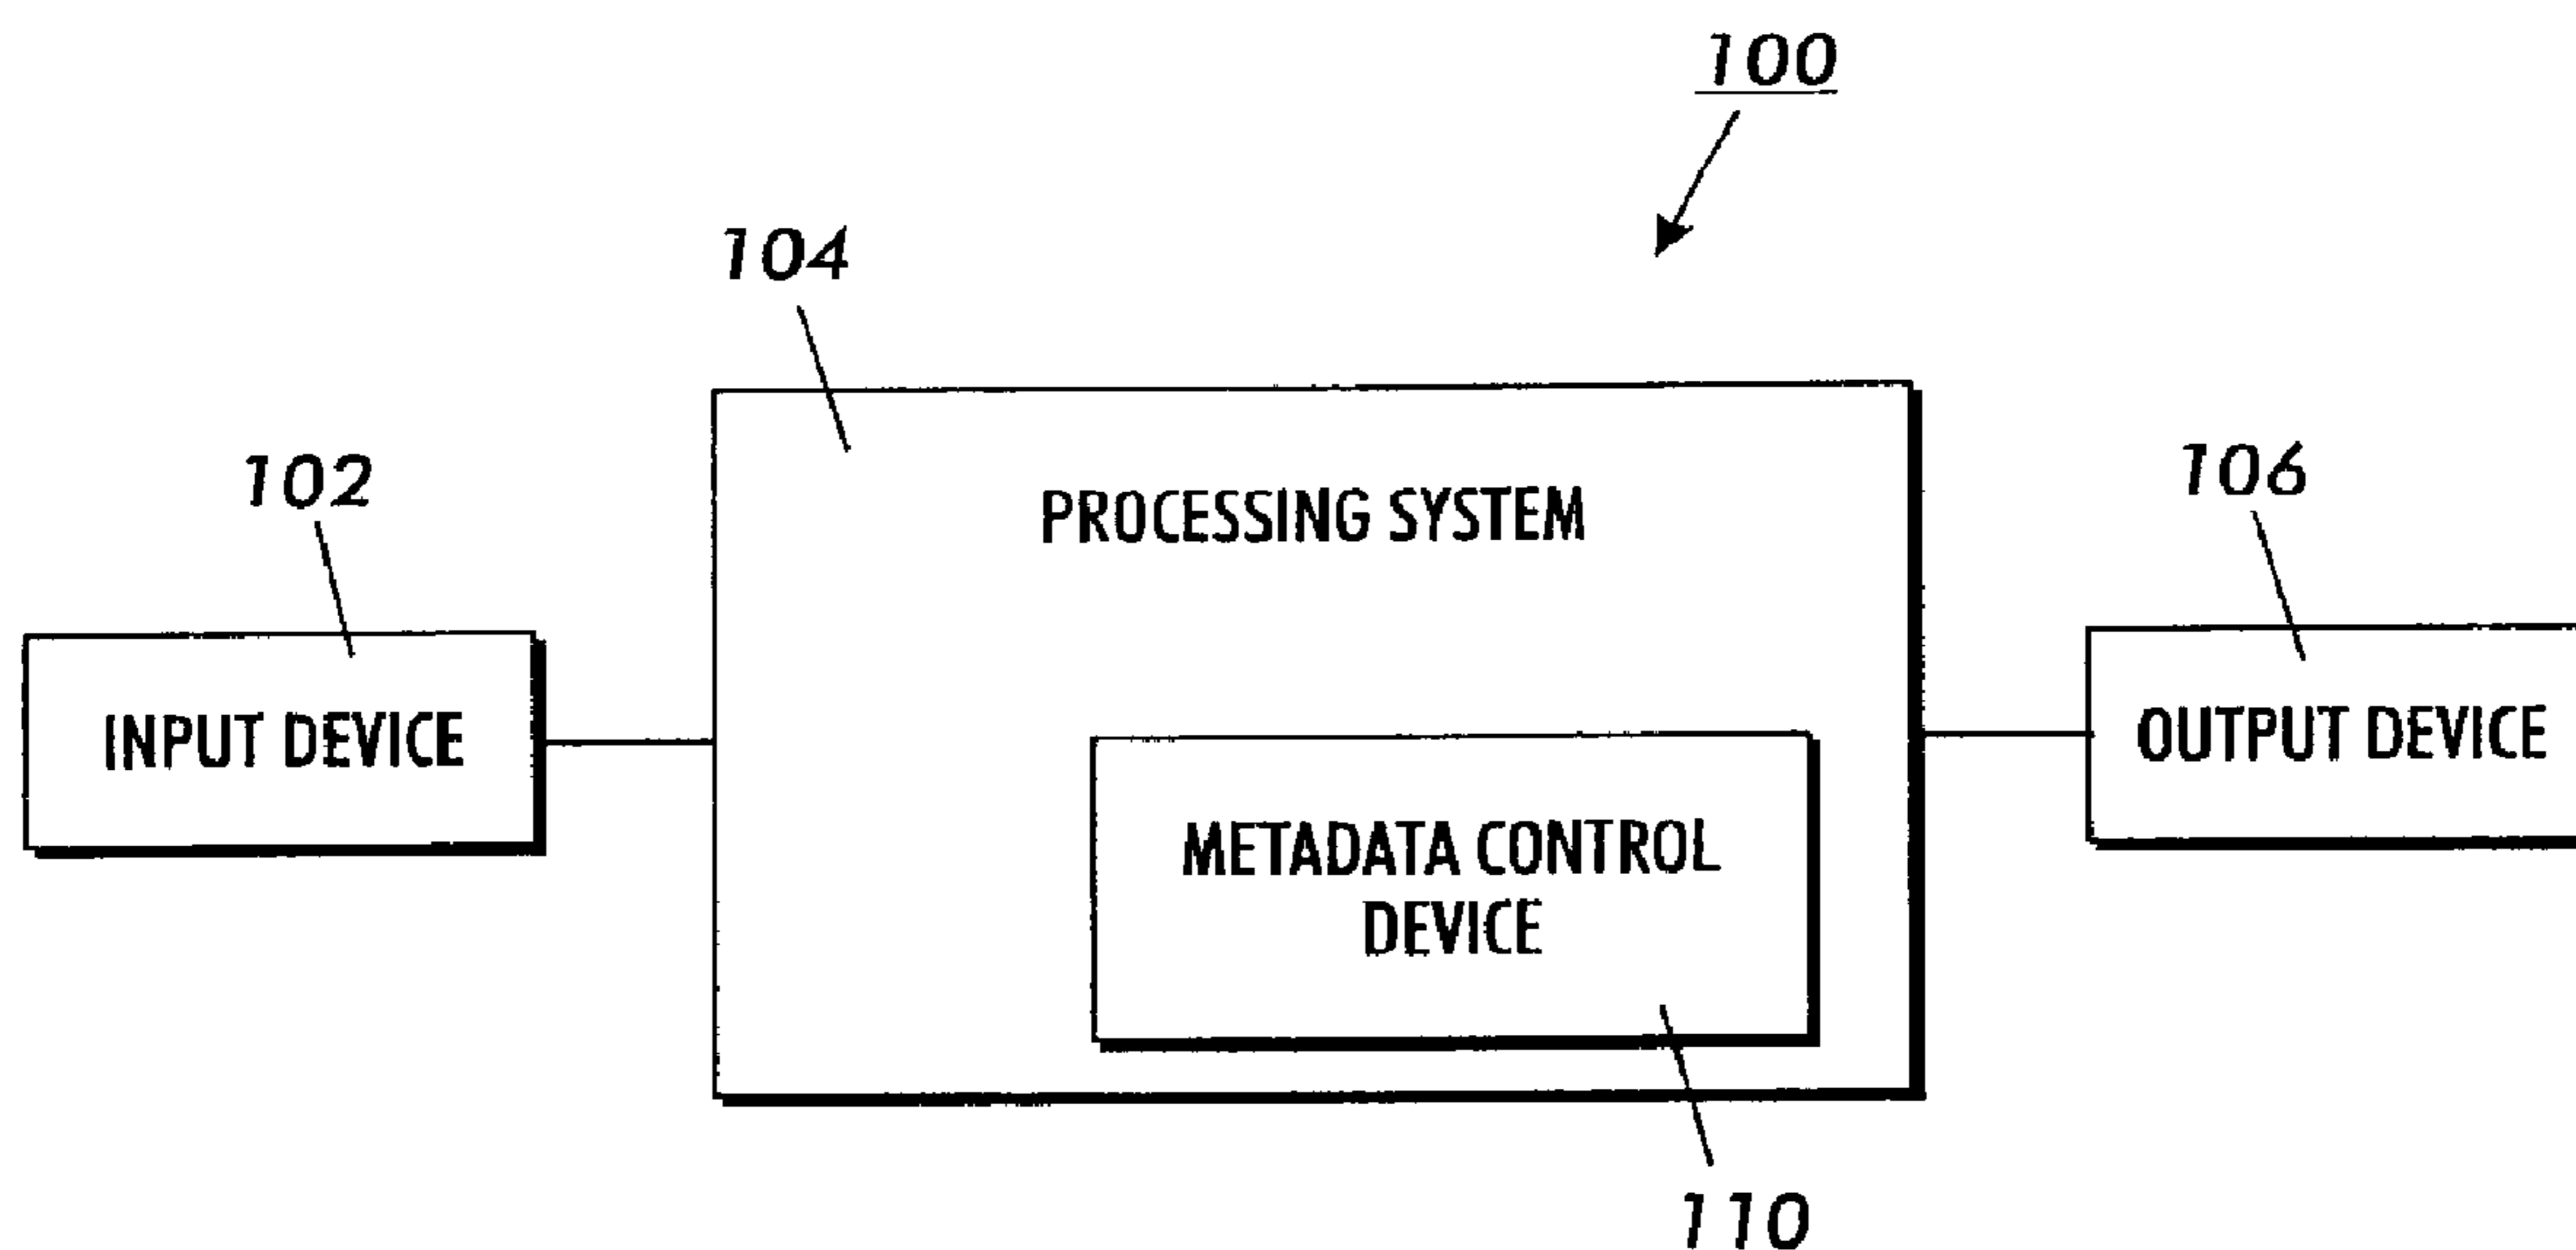 100
104
PROCESSING SYSTEM
102
INPUT DEVICE
106
OUTPUT DEVICE
METADATA CONTROL
DEVICE
110